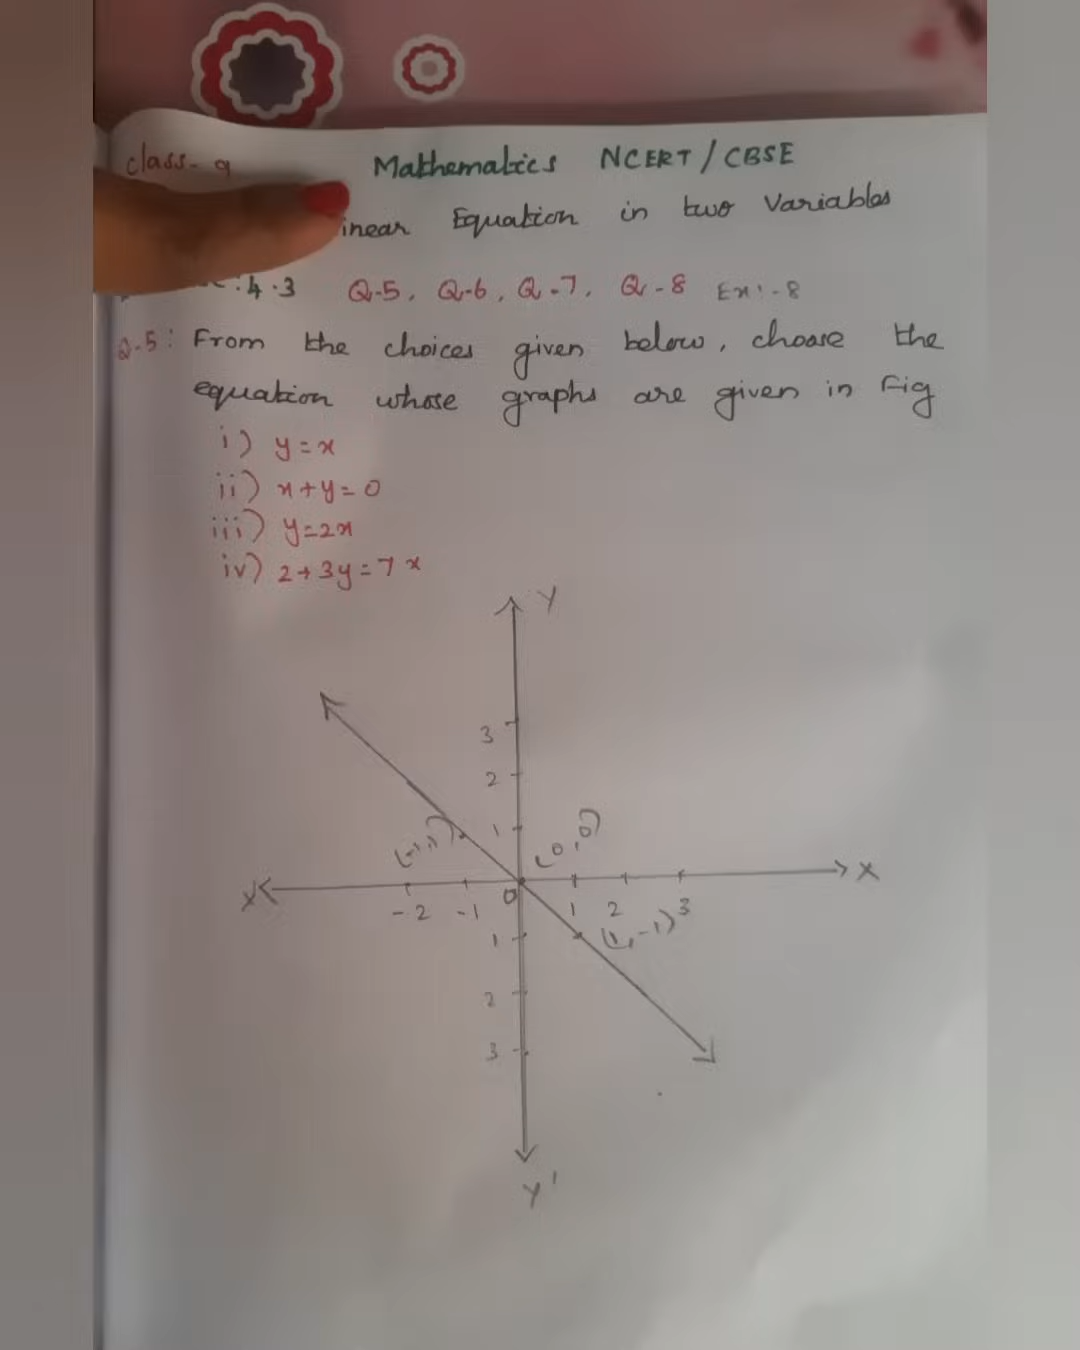 class- 9
Mathematics NCERT / CBSE
inear Equation in two Variables
:4.3 Q-5, Q-6, Q-7, Q-8 Ex:-8
Q-5: From the choices given below, choose the
equation whose graphs are given in Fig
i) y=x
ii) x+y=0
iii) y=2x
iv) 2+3y=7x
Y
3
2
(-1,1) 1 (0,0)
X X
-2 -1 0 1 2 3
1 (1,-1)
2
3
Y'